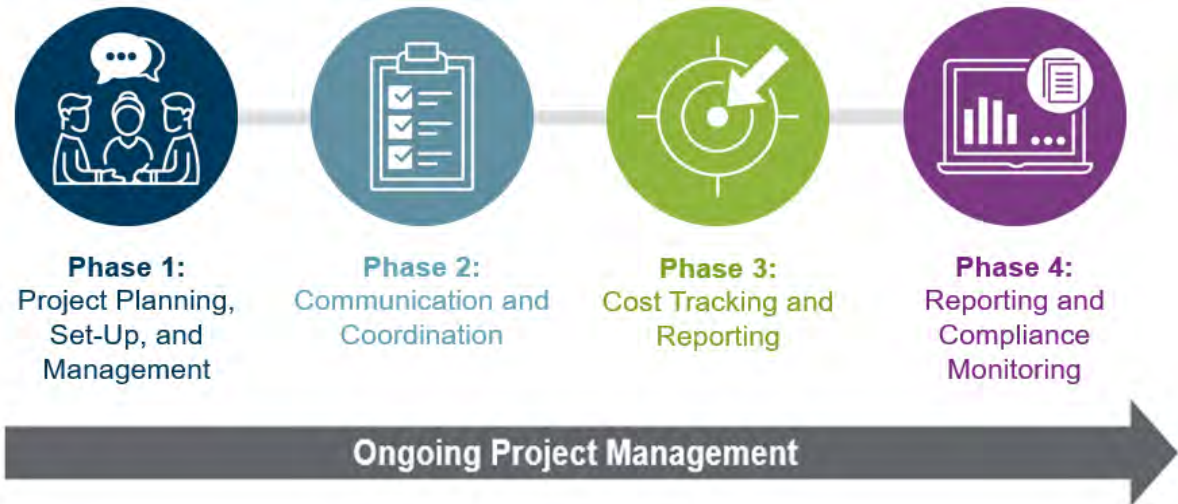 Phase 1:
Project Planning,
Set-Up, and
Management
Phase 2:
Communication and
Coordination
Phase 3:
Cost Tracking and
Reporting
Phase 4:
Reporting and
Compliance
Monitoring
Ongoing Project Management